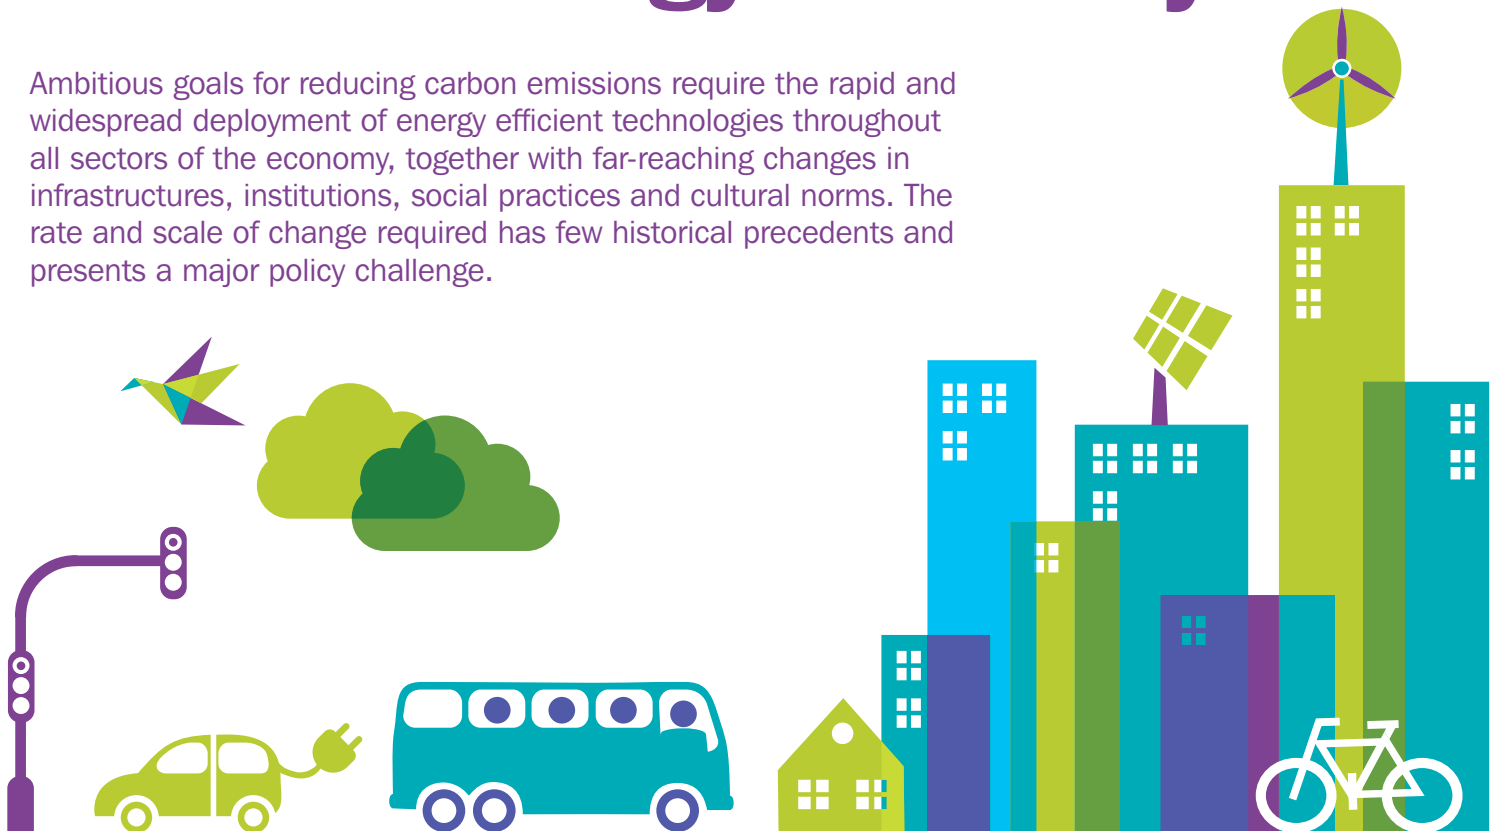 Ambitious goals for reducing carbon emissions require the rapid and
widespread deployment of energy efficient technologies throughout
all sectors of the economy, together with far-reaching changes in
infrastructures, institutions, social practices and cultural norms. The
rate and scale of change required has few historical precedents and
presents a major policy challenge.